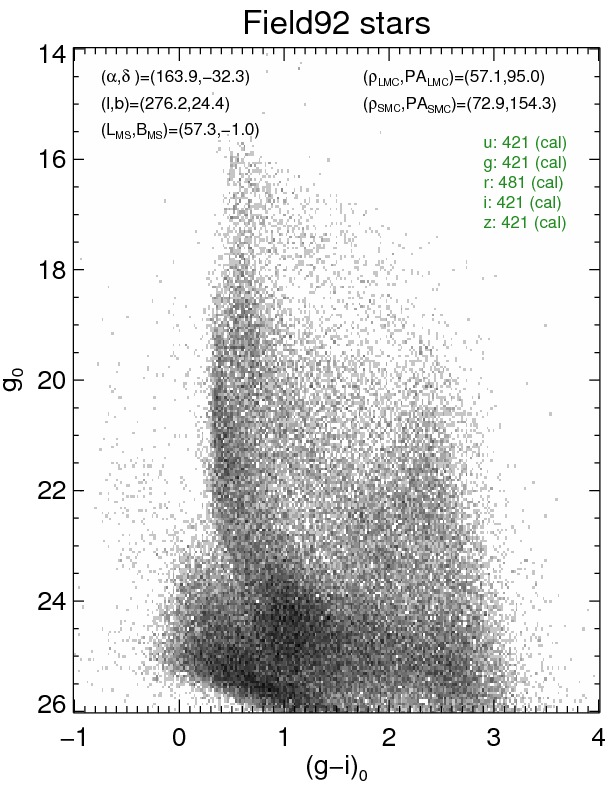 Field92 stars
(α,δ )=(163.9,−32.3)
(ρLMC,PALMC)=(57.1,95.0)
(l,b)=(276.2,24.4)
(ρSMC,PASMC)=(72.9,154.3)
(LMS,BMS)=(57.3,−1.0)
u: 421 (cal)
g: 421 (cal)
r: 481 (cal)
i: 421 (cal)
z: 421 (cal)
14
16
18
20
22
24
26
g0
−1 0 1 2 3 4
(g−i)0